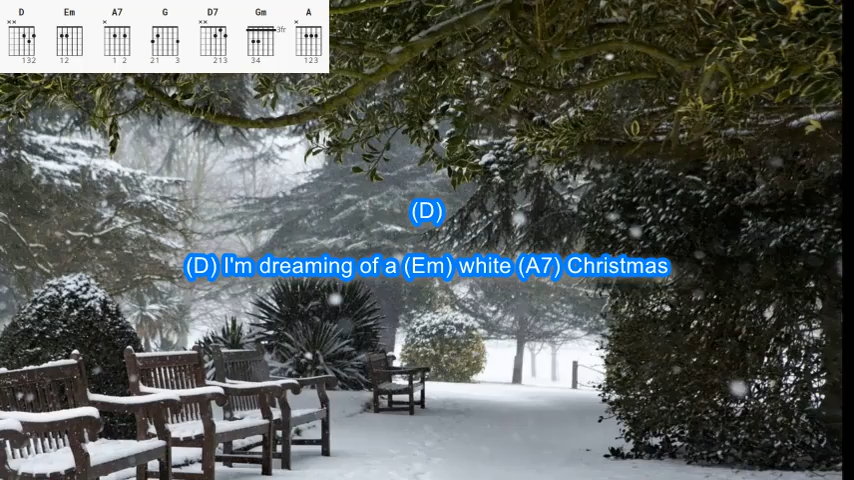 D Em A7 G D7 Gm A
×× × ×× 3fr ×
132 12 1 2 21 3 213 34 123
(D)
(D) I'm dreaming of a (Em) white (A7) Christmas